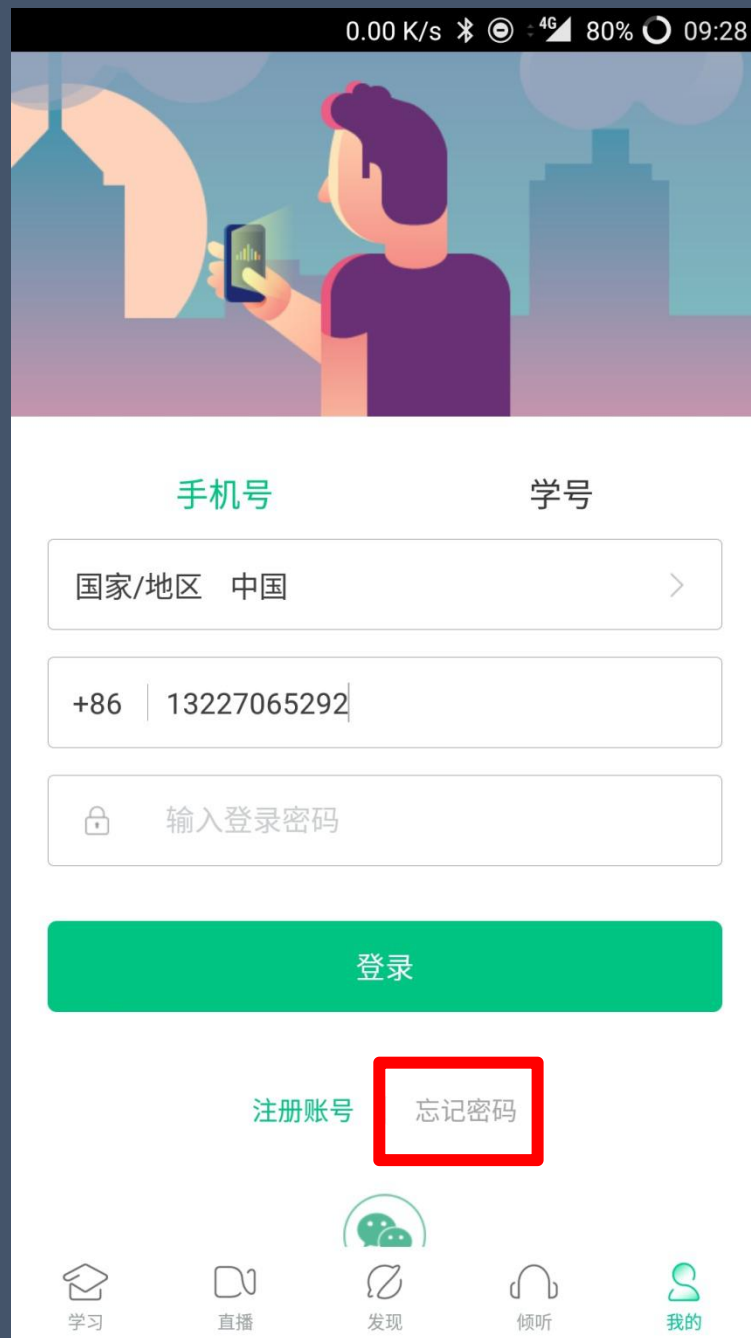 0.00 K/s 4G 80% 09:28
手机号 学号
国家/地区 中国
+86 13227065292
输入登录密码
登录
注册账号 忘记密码
学习 直播 发现 倾听 我的